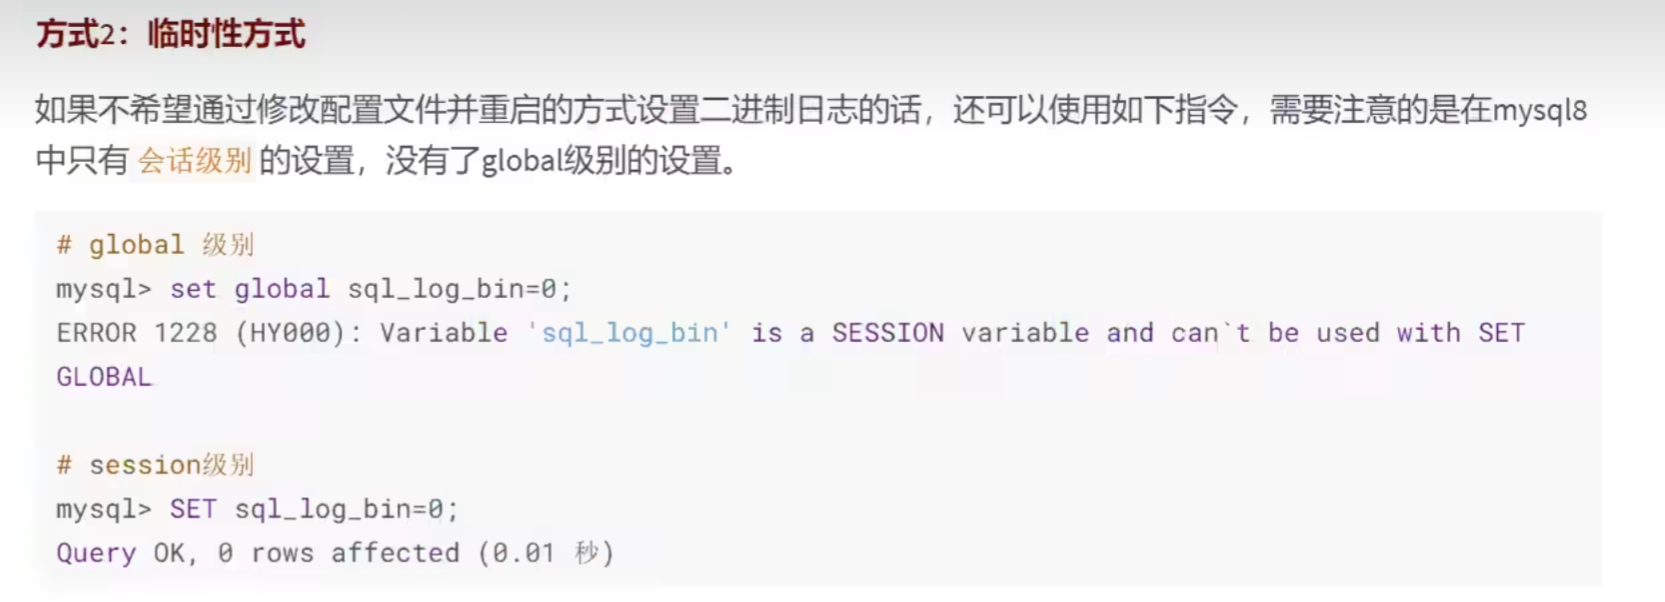 方式2：临时性方式
如果不希望通过修改配置文件并重启的方式设置二进制日志的话，还可以使用如下指令，需要注意的是在mysql8
中只有 会话级别 的设置，没有了global级别的设置。
# global 级别
mysql> set global sql_log_bin=0;
ERROR 1228 (HY000): Variable 'sql_log_bin' is a SESSION variable and can`t be used with SET
GLOBAL
# session级别
mysql> SET sql_log_bin=0;
Query OK, 0 rows affected (0.01 秒)